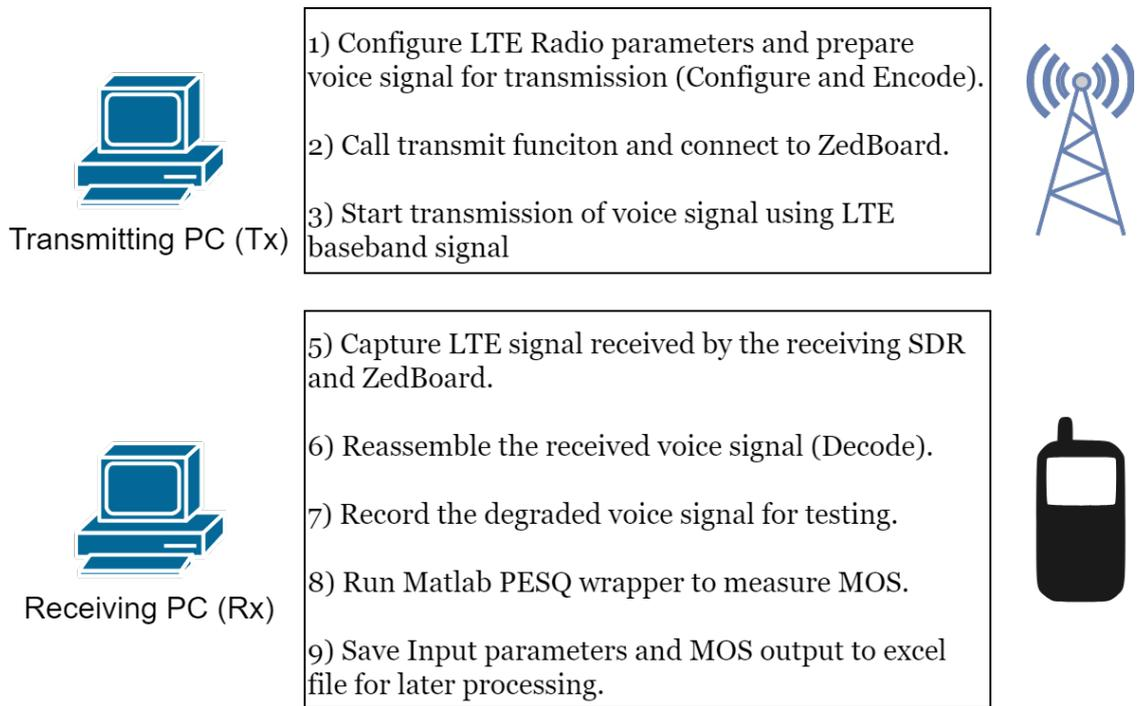 1) Configure LTE Radio parameters and prepare
voice signal for transmission (Configure and Encode).
2) Call transmit funciton and connect to ZedBoard.
3) Start transmission of voice signal using LTE
baseband signal
Transmitting PC (Tx)
5) Capture LTE signal received by the receiving SDR
and ZedBoard.
6) Reassemble the received voice signal (Decode).
7) Record the degraded voice signal for testing.
8) Run Matlab PESQ wrapper to measure MOS.
9) Save Input parameters and MOS output to excel
file for later processing.
Receiving PC (Rx)